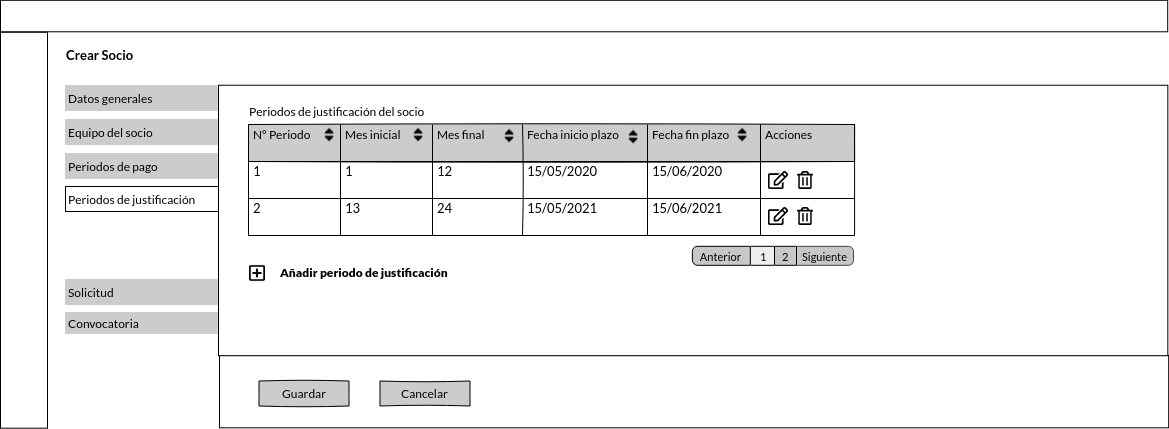 Crear Socio
Datos generales
Equipo del socio
Periodos de pago
Periodos de justificación
Solicitud
Convocatoria
Periodos de justificación del socio
Nº Periodo Mes inicial Mes final Fecha inicio plazo Fecha fin plazo Acciones
1 1 12 15/05/2020 15/06/2020
2 13 24 15/05/2021 15/06/2021
Anterior 1 2 Siguiente
Añadir periodo de justificación
Guardar Cancelar